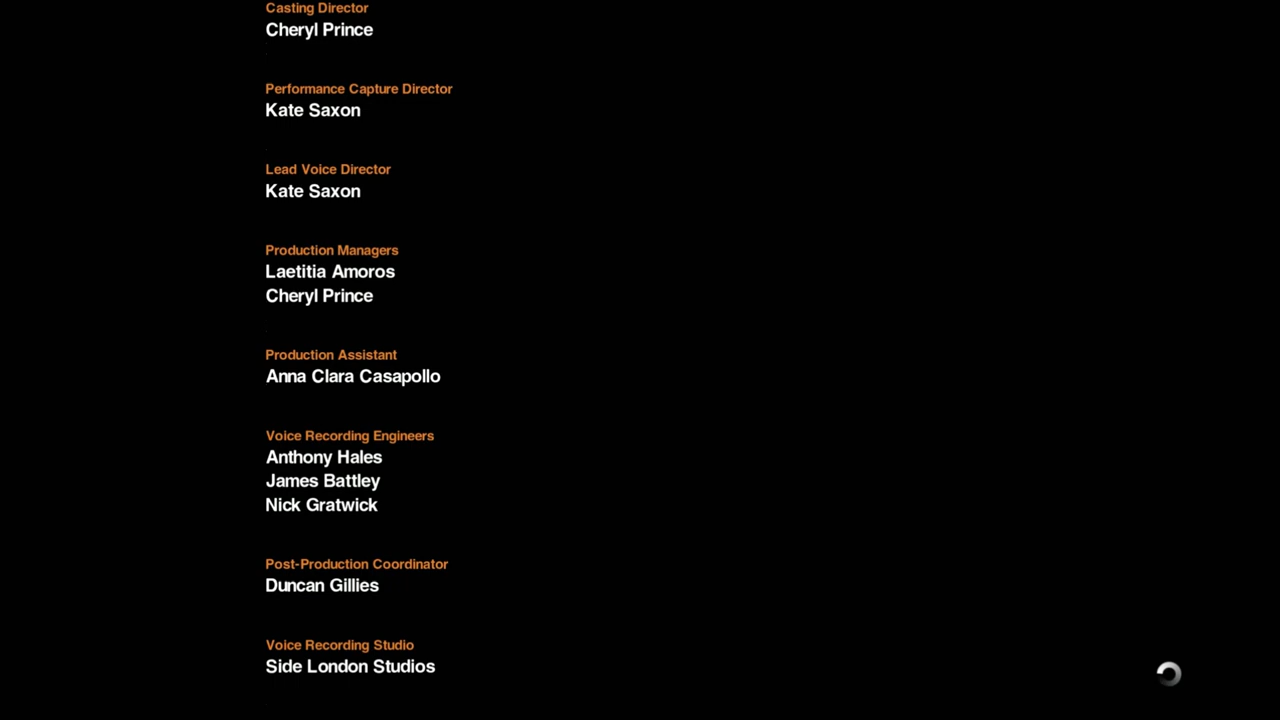 Casting Director
Cheryl Prince
Performance Capture Director
Kate Saxon
Lead Voice Director
Kate Saxon
Production Managers
Laetitia Amoros
Cheryl Prince
Production Assistant
Anna Clara Casapollo
Voice Recording Engineers
Anthony Hales
James Battley
Nick Gratwick
Post-Production Coordinator
Duncan Gillies
Voice Recording Studio
Side London Studios